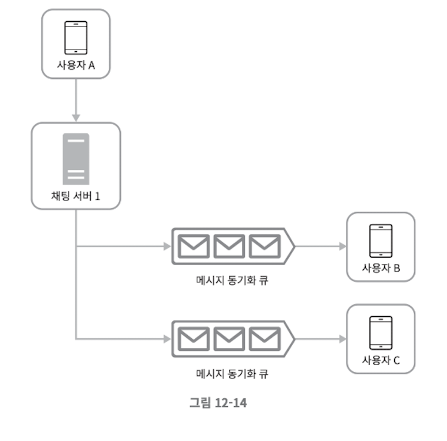 사용자 A
채팅 서버 1
메시지 동기화 큐
사용자 B
메시지 동기화 큐
사용자 C
그림 12-14